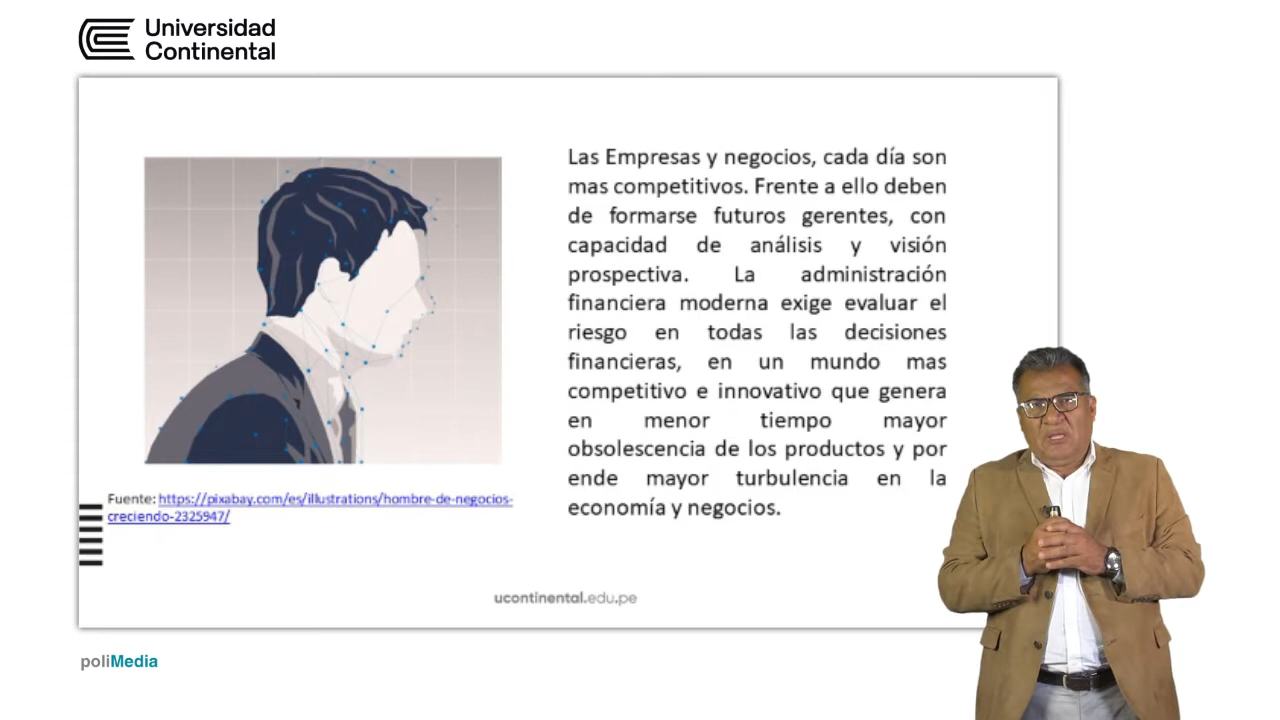 Universidad
Continental
Las Empresas y negocios, cada día son
mas competitivos. Frente a ello deben
de formarse futuros gerentes, con
capacidad de análisis y visión
prospectiva. La administración
financiera moderna exige evaluar el
riesgo en todas las decisiones
financieras, en un mundo mas
competitivo e innovativo que genera
en menor tiempo mayor
obsolescencia de los productos y por
ende mayor turbulencia en la
economía y negocios.
Fuente: https://pixabay.com/es/illustrations/hombre-de-negocios-
creciendo-2325947/
ucontinental.edu.pe
poliMedia